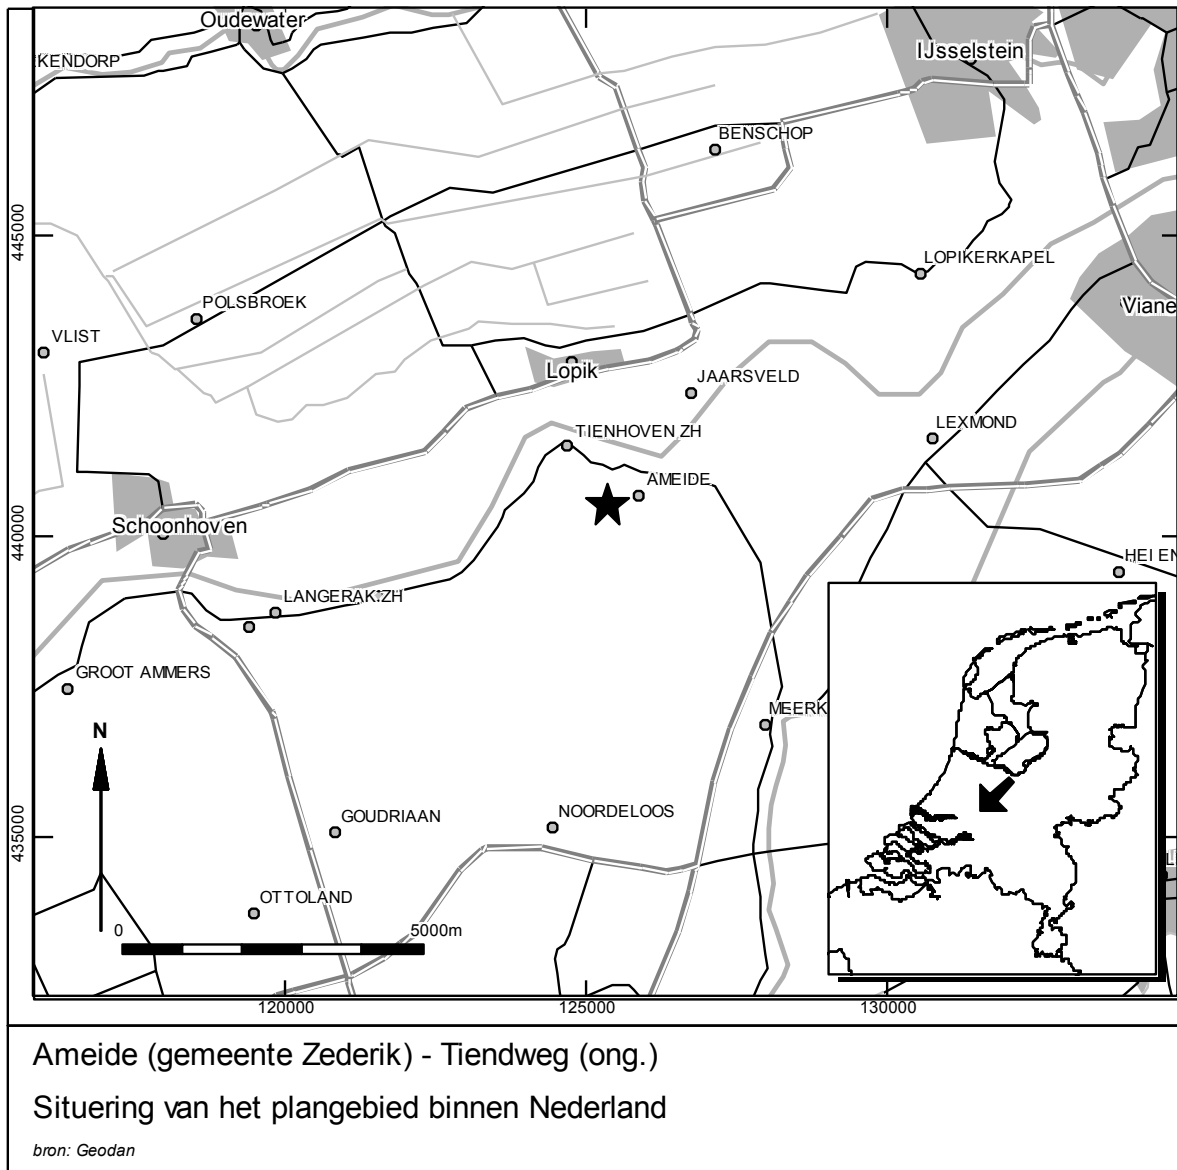 Oudewater
KENDORP
IJsselstein
BENSCHOP
445000
LOPIKERKAPEL
POLSBROEK
Viane
VLIST
Lopik
JAARSVELD
TIENHOVEN ZH
LEXMOND
AMEIDE
Schoonhoven
440000
HEI EN
LANGERAK ZH
GROOT AMMERS
MEERK
N
GOUDRIAAN
NOORDELOOS
435000
OTTOLAND
0 5000m
120000 125000 130000
Ameide (gemeente Zederik) - Tiendweg (ong.)
Situering van het plangebied binnen Nederland
bron: Geodan